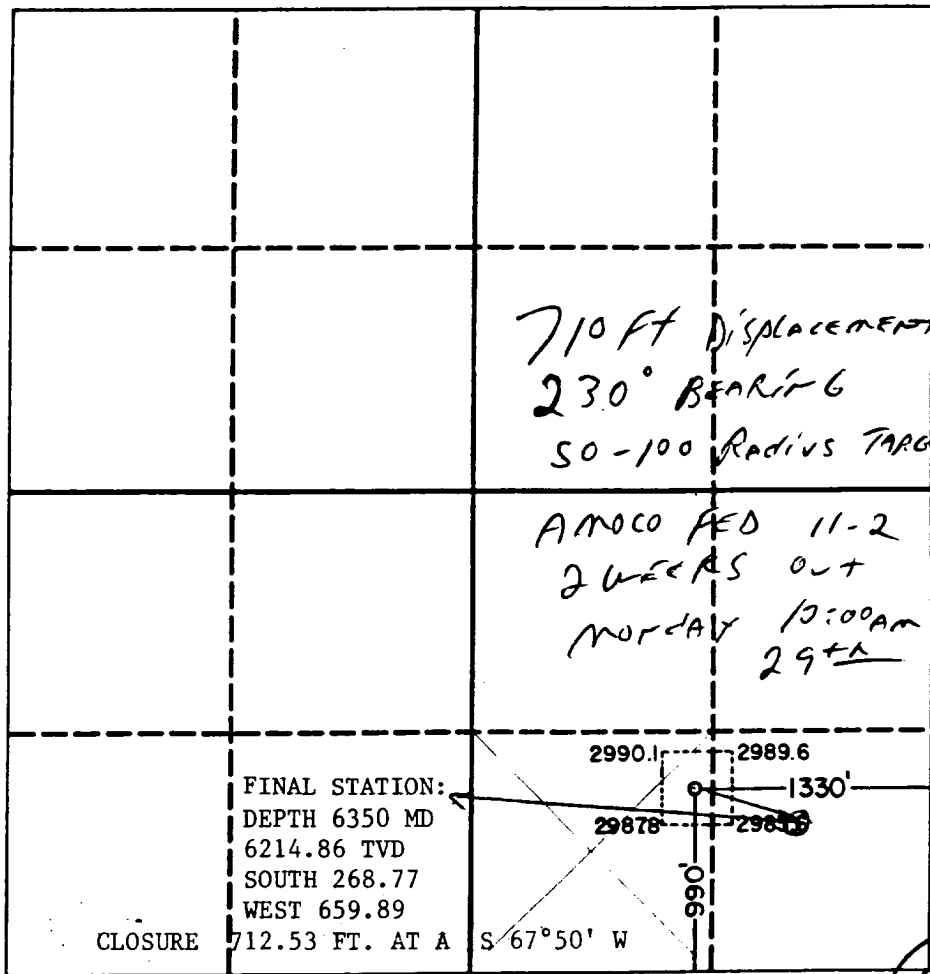 710 Ft Displacement
230° BEARING
50-100 Radius TARG
AMOCO FED 11-2
2 WEEKS OUT
MONDAY 10:00AM
29th
2990.1 2989.6
1330'
2987.8
990'
FINAL STATION:
DEPTH 6350 MD
6214.86 TVD
SOUTH 268.77
WEST 659.89
CLOSURE 712.53 FT. AT A S 67°50' W